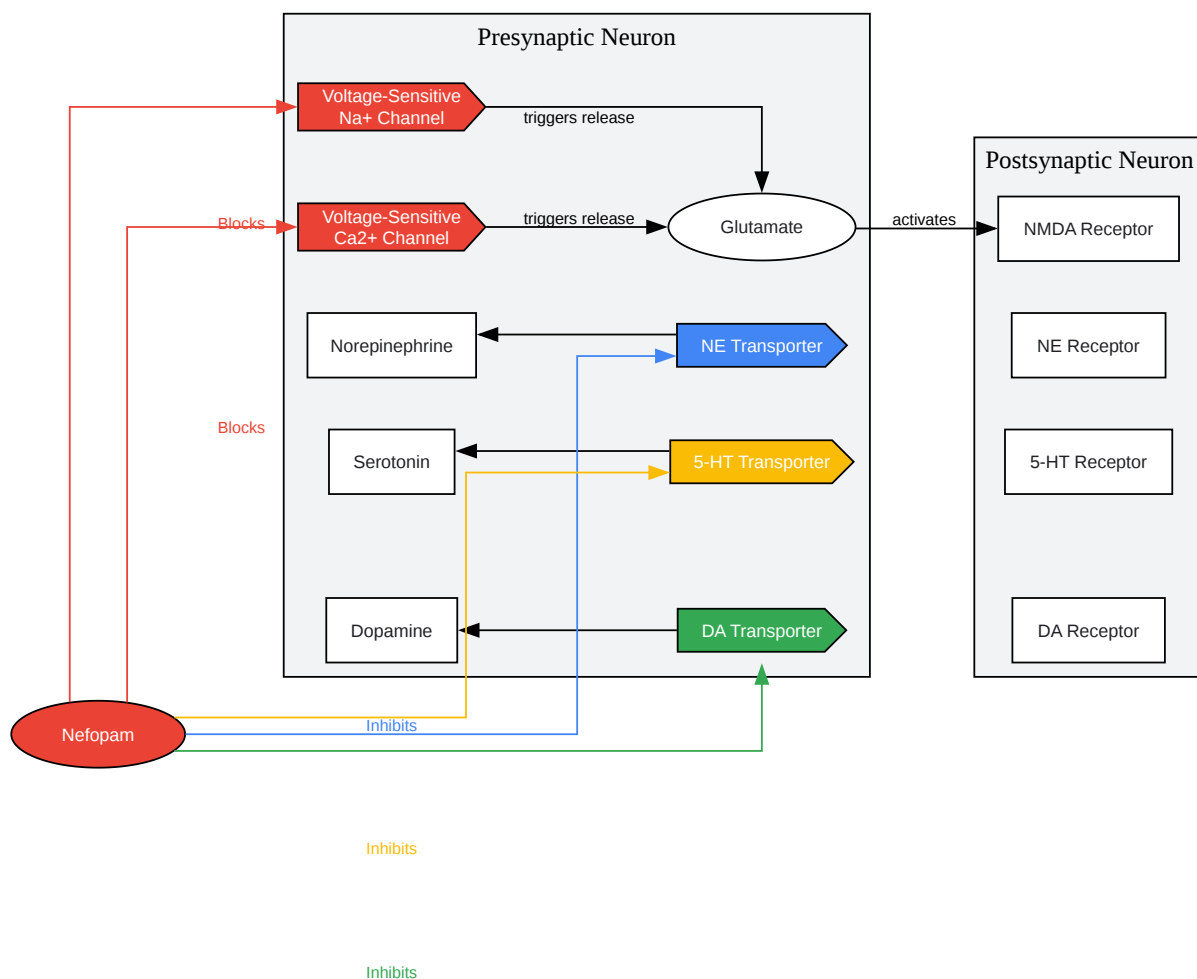 Presynaptic Neuron
Voltage-Sensitive
Na+ Channel
triggers release
Postsynaptic Neuron
Blocks
Voltage-Sensitive
Ca2+ Channel
triggers release
Glutamate
activates
NMDA Receptor
Norepinephrine
NE Transporter
NE Receptor
Blocks
Serotonin
5-HT Transporter
5-HT Receptor
Dopamine
DA Transporter
DA Receptor
Nefopam
Inhibits
Inhibits
Inhibits